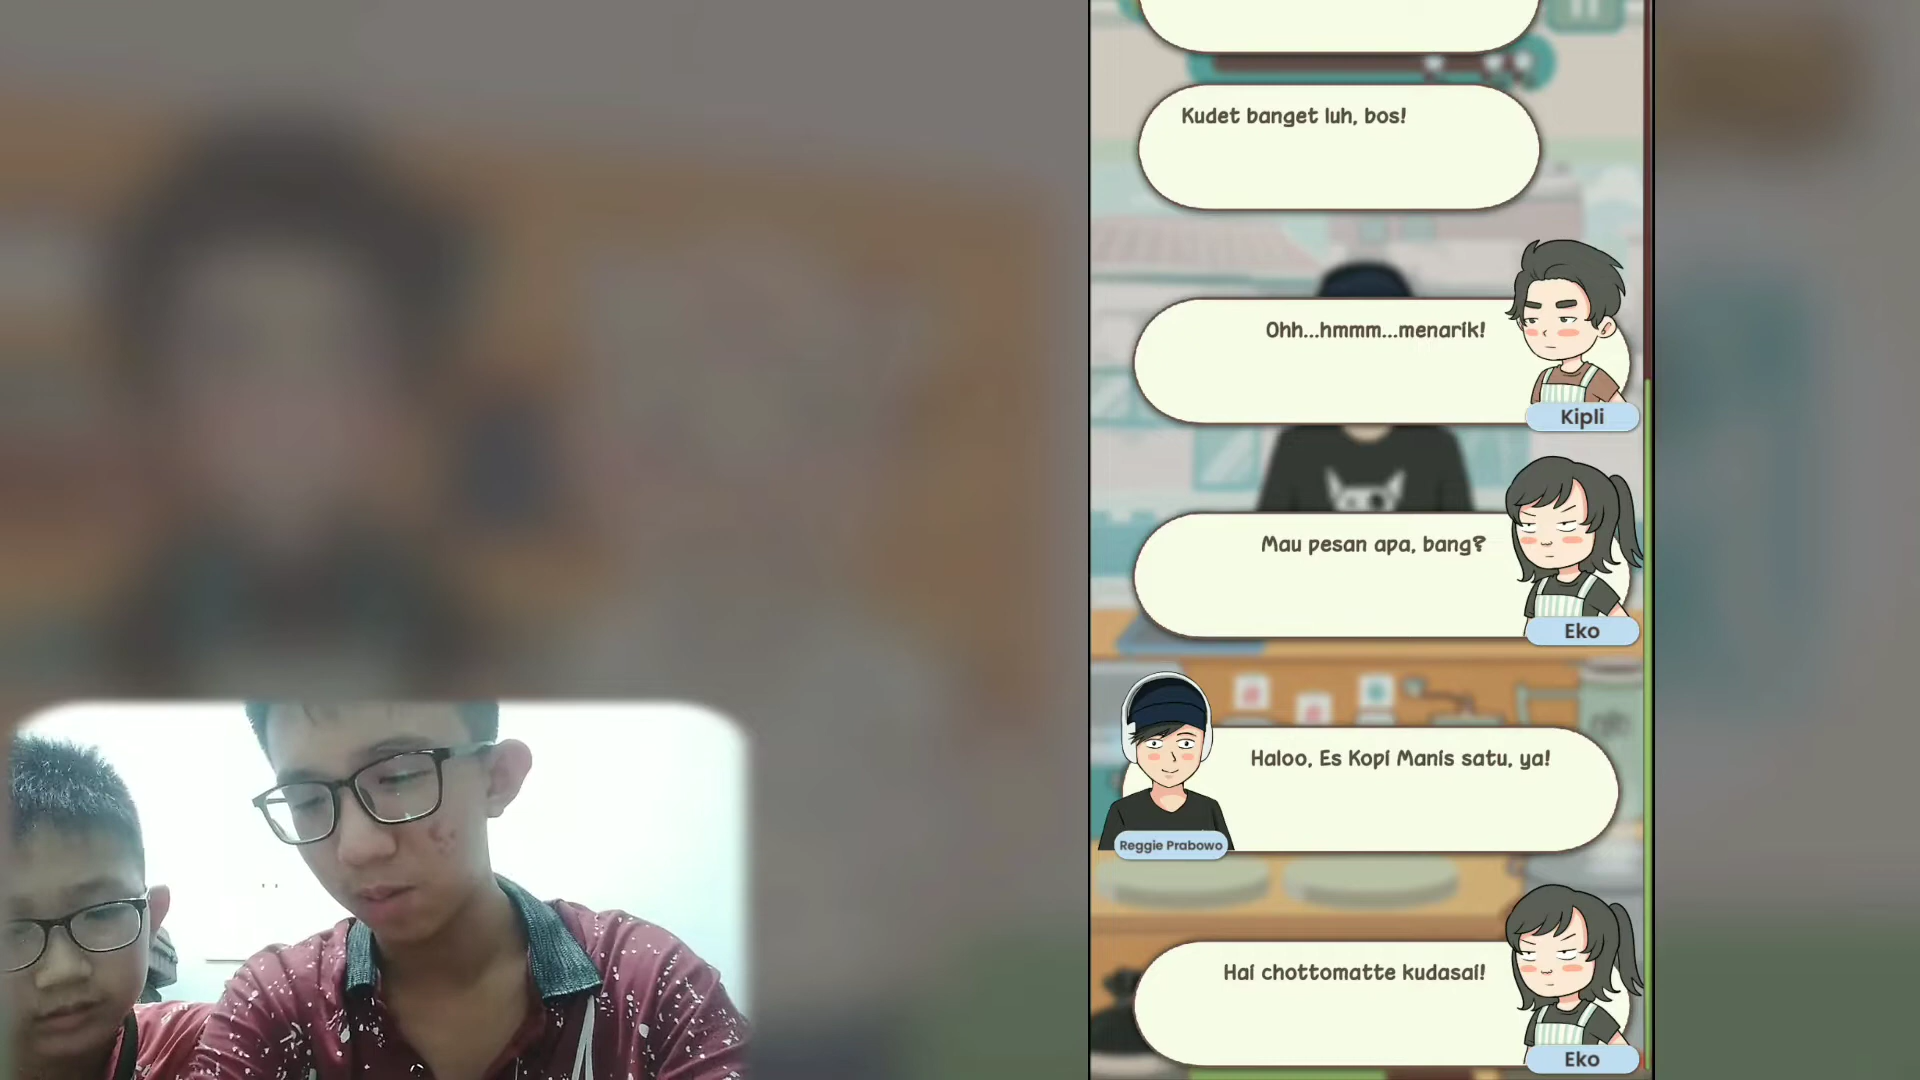 Kudet banget luh, bos!
Ohh...hmmm...menarik!
Kipli
Mau pesan apa, bang?
Eko
Haloo, Es Kopi Manis satu, ya!
Reggie Prabowo
Hai chottomatte kudasai!
Eko